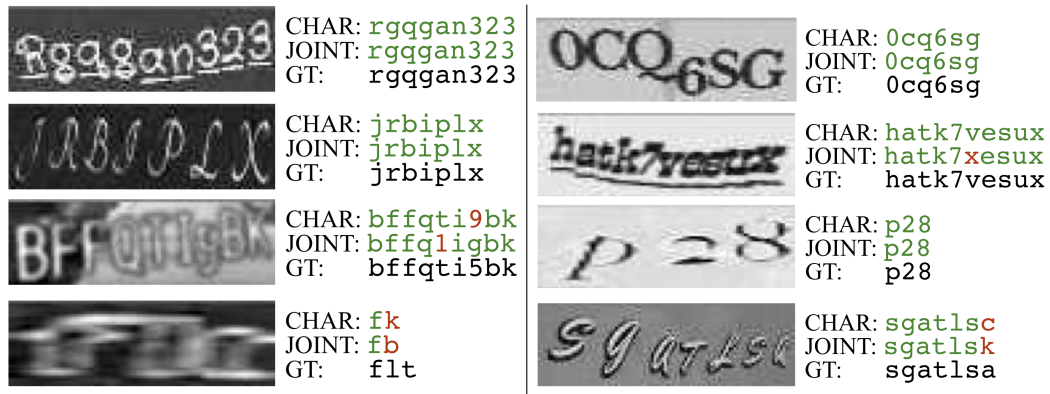 Rgqgan323
CHAR: rgqgan323
JOINT: rgqgan323
GT: rgqgan323
JRBIPLX
CHAR: jrbiplx
JOINT: jrbiplx
GT: jrbiplx
BFFQTIgBK
CHAR: bffqti9bk
JOINT: bffq1igbk
GT: bffqti5bk
CHAR: fk
JOINT: fb
GT: flt
0CQ6SG
CHAR: 0cq6sg
JOINT: 0cq6sg
GT: 0cq6sg
hatk7vesux
CHAR: hatk7vesux
JOINT: hatk7xesux
GT: hatk7vesux
P 28
CHAR: p28
JOINT: p28
GT: p28
SgATLSa
CHAR: sgatlsc
JOINT: sgatlsk
GT: sgatlsa